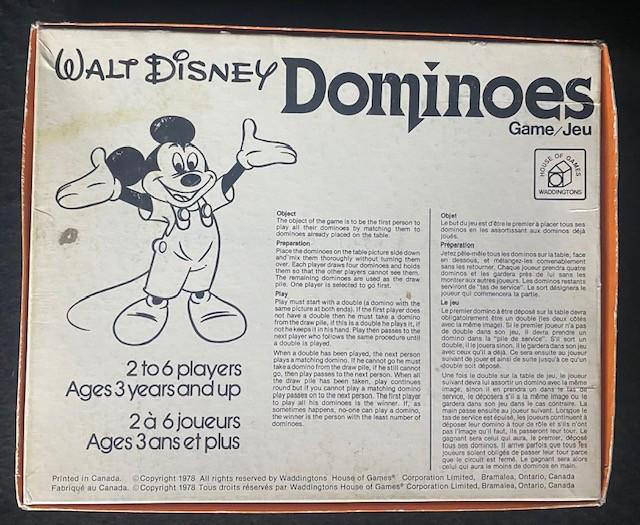 WALT DISNEY Dominoes
Game/Jeu
HOUSE OF GAMES
WADDINGTONS
Object
The object of the game is to be the first person to
play all their dominoes by matching them to
dominoes already placed on the table.
Preparation
Place the dominoes on the table picture side down
and mix them thoroughly without turning them
over. Each player draws four dominoes and holds
them so that the other players cannot see them.
The remaining dominoes are used as the draw
pile. One player is selected to go first.
Play
Play must start with a double (a domino with the
same picture at both ends). If the first player does
not have a double then he must take a domino
from the draw pile, if this is a double he plays it, if
not he keeps it in his hand. Play then passes to the
next player who follows the same procedure until
a double is played.
When a double has been played, the next person
plays a matching domino. If he cannot go he must
take a domino from the draw pile, if he still cannot
go, then play passes to the next person. When all
the draw pile has been taken, play continues
round but if you cannot play a matching domino
play passes on to the next person. The first player
to play all his dominoes is the winner. If, as
sometimes happens, no-one can play a domino,
the winner is the person with the least number of
dominoes.
Objet
Le but du jeu est d'être le premier à placer tous ses
dominos en les assortissant aux dominos déjà
joués.
Préparation
Jetez pêle-mêle tous les dominos sur la table, face
en dessous, et mélangez-les convenablement
sans les retourner. Chaque joueur prendra quatre
dominos et les gardera près de lui sans les
montrer aux autres joueurs. Les dominos restants
serviront de "tas de service". Le sort désignera le
joueur qui commencera la partie.
Le jeu
Le premier domino à être déposé sur la table devra
obligatoirement être un double (les deux côtés
avec la même image). Si le premier joueur n'a pas
de double dans son jeu, il devra prendre un
domino dans la "pile de service". S'il sort un
double, il le jouera sinon, il le gardera dans son jeu
avec ceux qu'il a déjà. Ce sera ensuite au joueur
suivant de jouer et ainsi de suite jusqu'à ce qu'un
double soit déposé.
Une fois le double sur la table de jeu, le joueur
suivant devra lui assortir un domino avec la même
image, sinon il en prendra un dans le tas de
service, le déposera s'il a la même image ou le
gardera dans son jeu dans le cas contraire. La
main passe ensuite au joueur suivant. Lorsque le
tas de service est épuisé, les joueurs continuent à
déposer leur domino à tour de rôle et s'ils n'ont
pas l'image qu'il faut, ils passeront leur tour. Le
gagnant sera celui qui aura, le premier, déposé
tous ses dominos. Il arrive parfois que tous les
joueurs soient obligés de passer leur tour parce
que le circuit est fermé. Le gagnant sera alors
celui qui aura le moins de dominos en main.
2 to 6 players
Ages 3 years and up
2 à 6 joueurs
Ages 3 ans et plus
Printed in Canada. ©Copyright 1978 All rights reserved by Waddingtons House of Games® Corporation Limited, Bramalea, Ontario, Canada
Fabriqué au Canada. ©Copyright 1978 Tous droits réservés par Waddingtons House of Games® Corporation Limited, Bramalea, Ontario, Canada